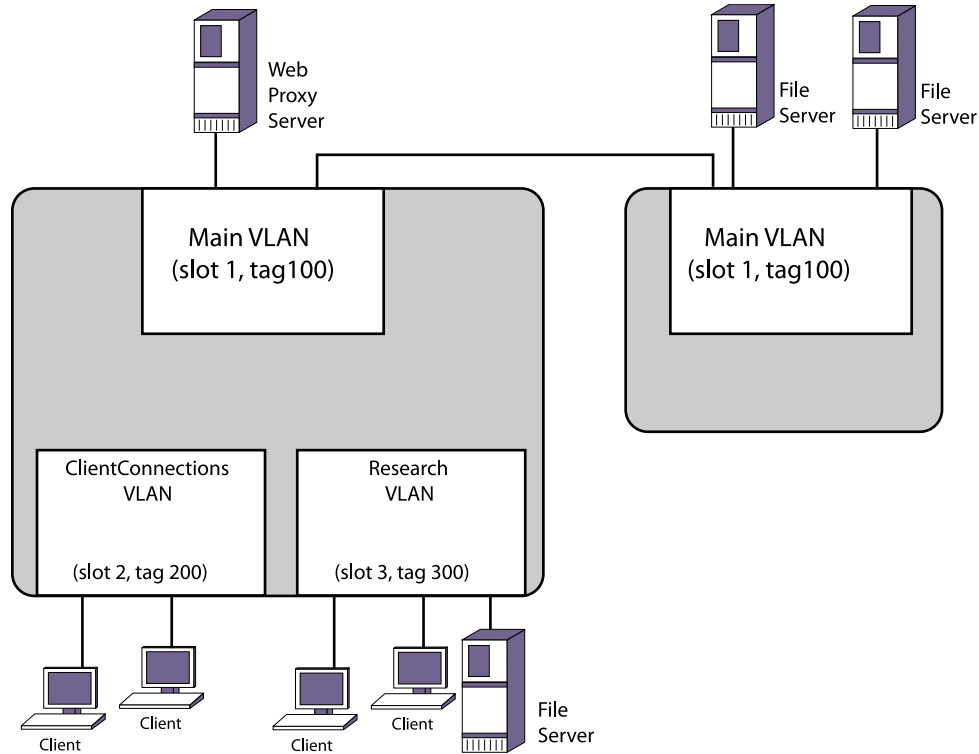 Web
Proxy
Server
File
Server
File
Server
Main VLAN
(slot 1, tag100)
Main VLAN
(slot 1, tag100)
ClientConnections
VLAN
(slot 2, tag 200)
Research
VLAN
(slot 3, tag 300)
Client
Client
Client
Client
File
Server